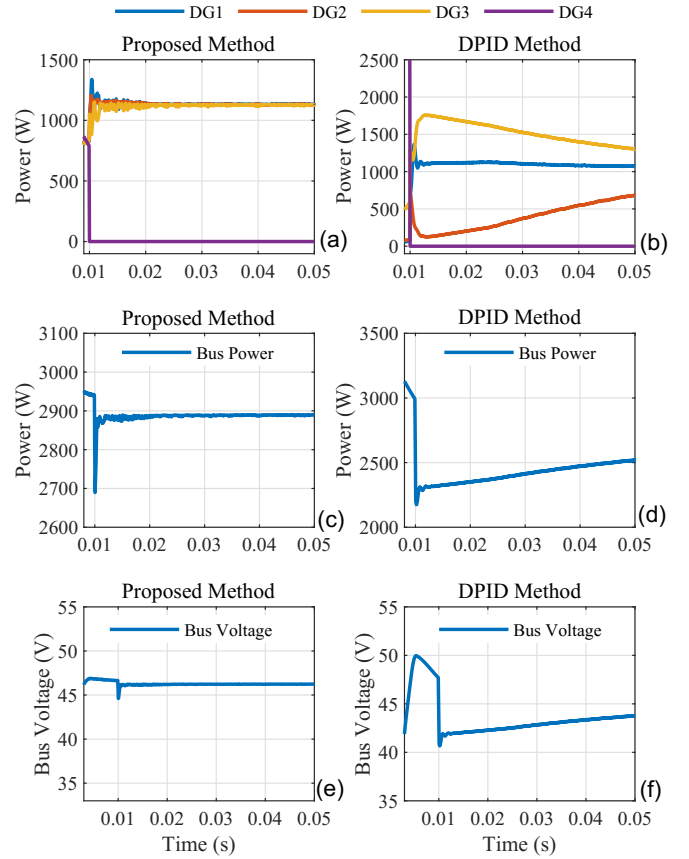 DG1 DG2 DG3 DG4
Proposed Method
Power (W)
1500
1000
500
0
0.01 0.02 0.03 0.04 0.05
(a)
DPID Method
Power (W)
2500
2000
1500
1000
500
0
0.01 0.02 0.03 0.04 0.05
(b)
Proposed Method
Bus Power
Power (W)
3100
3000
2900
2800
2700
2600
0.01 0.02 0.03 0.04 0.05
(c)
DPID Method
Bus Power
Power (W)
3500
3000
2500
2000
0.01 0.02 0.03 0.04 0.05
(d)
Proposed Method
Bus Voltage
Bus Voltage (V)
55
50
45
40
35
0.01 0.02 0.03 0.04 0.05
Time (s)
(e)
DPID Method
Bus Voltage
Bus Voltage (V)
55
50
45
40
35
0.01 0.02 0.03 0.04 0.05
Time (s)
(f)